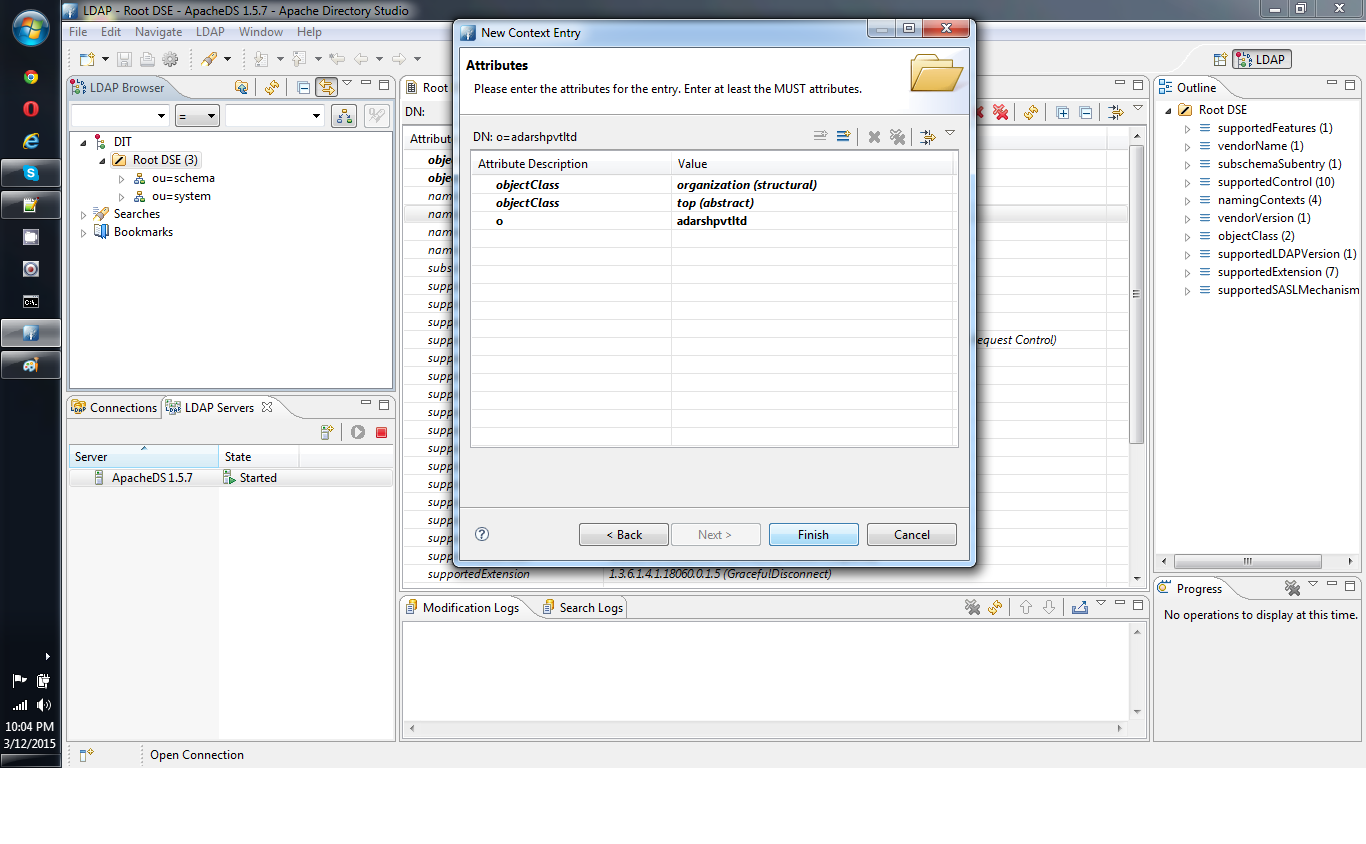 LDAP - Root DSE - ApacheDS 1.5.7 - Apache Directory Studio
File Edit Navigate LDAP Window Help
LDAP
LDAP Browser
=
DIT
Root DSE (3)
ou=schema
ou=system
Searches
Bookmarks
Connections
LDAP Servers
Server State
ApacheDS 1.5.7 Started
Root
DN:
Attribut
objec
objec
nam
nam
nam
nam
subs
supp
supp
supp
supp equest Control)
supp
supp
supp
supp
supp
supp
supp
supp
supp
supp
supp
supp
supportedExtension 1.3.6.1.4.1.18060.0.1.5 (GracefulDisconnect)
New Context Entry
Attributes
Please enter the attributes for the entry. Enter at least the MUST attributes.
DN: o=adarshpvtltd
Attribute Description Value
objectClass organization (structural)
objectClass top (abstract)
o adarshpvtltd
< Back Next > Finish Cancel
Modification Logs
Search Logs
Outline
Root DSE
supportedFeatures (1)
vendorName (1)
subschemaSubentry (1)
supportedControl (10)
namingContexts (4)
vendorVersion (1)
objectClass (2)
supportedLDAPVersion (1)
supportedExtension (7)
supportedSASLMechanism
Progress
No operations to display at this time.
10:04 PM
3/12/2015
Open Connection